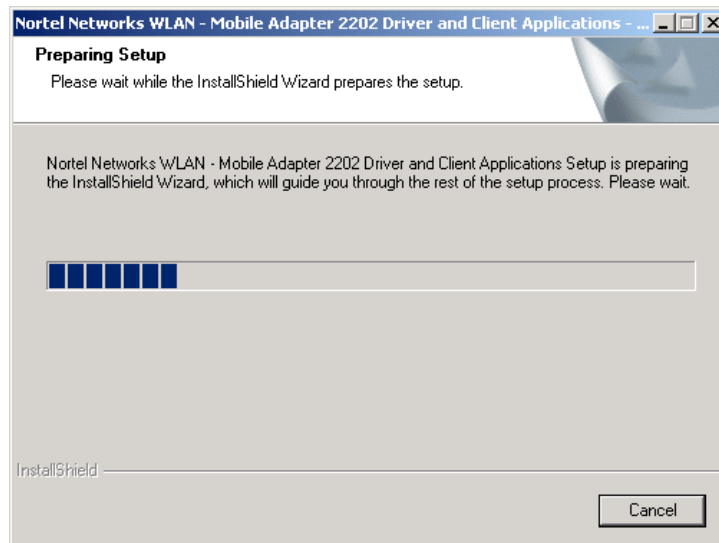 Nortel Networks WLAN - Mobile Adapter 2202 Driver and Client Applications - ...
Preparing Setup
Please wait while the InstallShield Wizard prepares the setup.
Nortel Networks WLAN - Mobile Adapter 2202 Driver and Client Applications Setup is preparing
the InstallShield Wizard, which will guide you through the rest of the setup process. Please wait.
InstallShield
Cancel